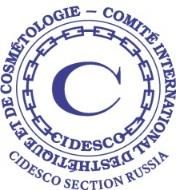 COMITÉ INTERNATIONAL D'ESTHÉTIQUE ET DE COSMÉTOLOGIE –
C
CIDESCO
CIDESCO SECTION RUSSIA